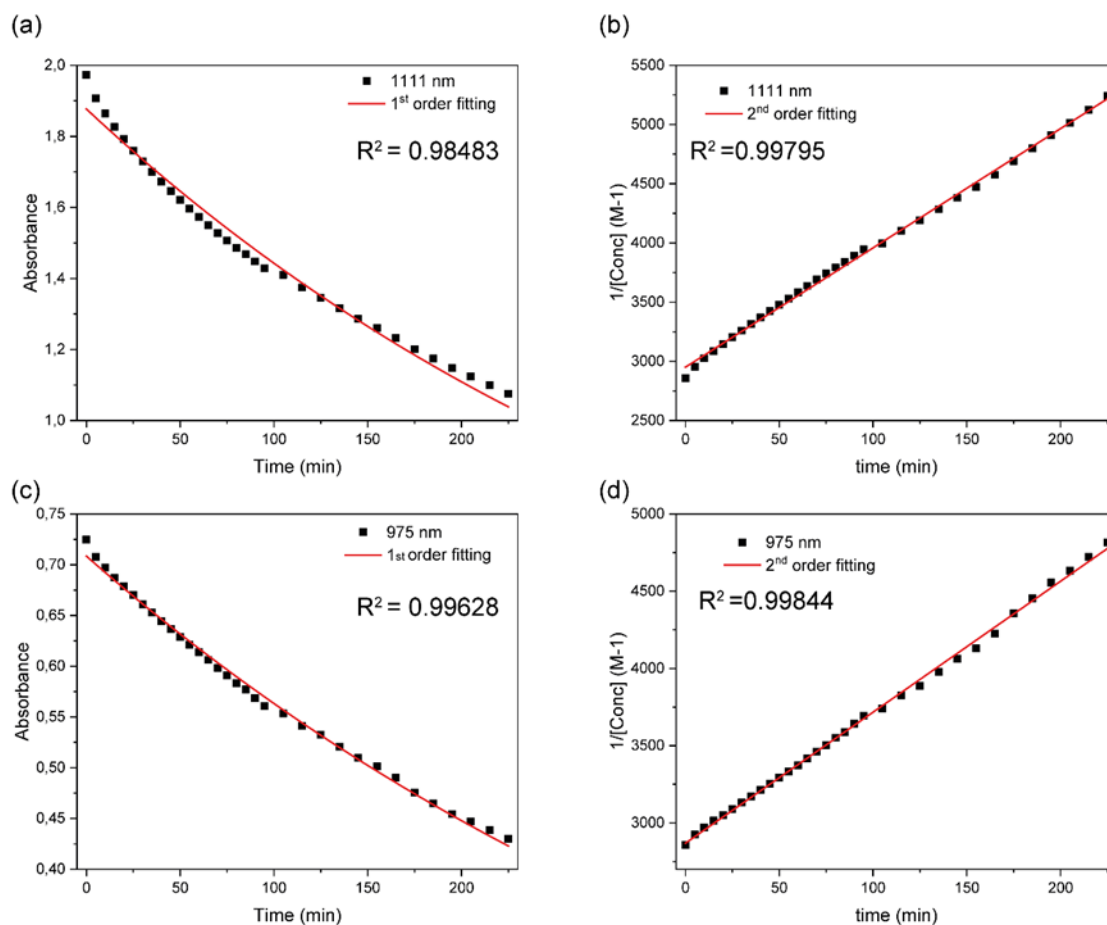 (a)
2,0
1,8
1,6
1,4
1,2
1,0
Absorbance
1111 nm
1st order fitting
R² = 0.98483
0
50
100
150
200
Time (min)
(b)
5500
5000
4500
4000
3500
3000
2500
1/[Conc] (M-1)
1111 nm
2nd order fitting
R² =0.99795
0
50
100
150
200
time (min)
(c)
0,75
0,70
0,65
0,60
0,55
0,50
0,45
0,40
Absorbance
975 nm
1st order fitting
R² = 0.99628
0
50
100
150
200
Time (min)
(d)
5000
4500
4000
3500
3000
1/[Conc] (M-1)
975 nm
2nd order fitting
R² =0.99844
0
50
100
150
200
time (min)